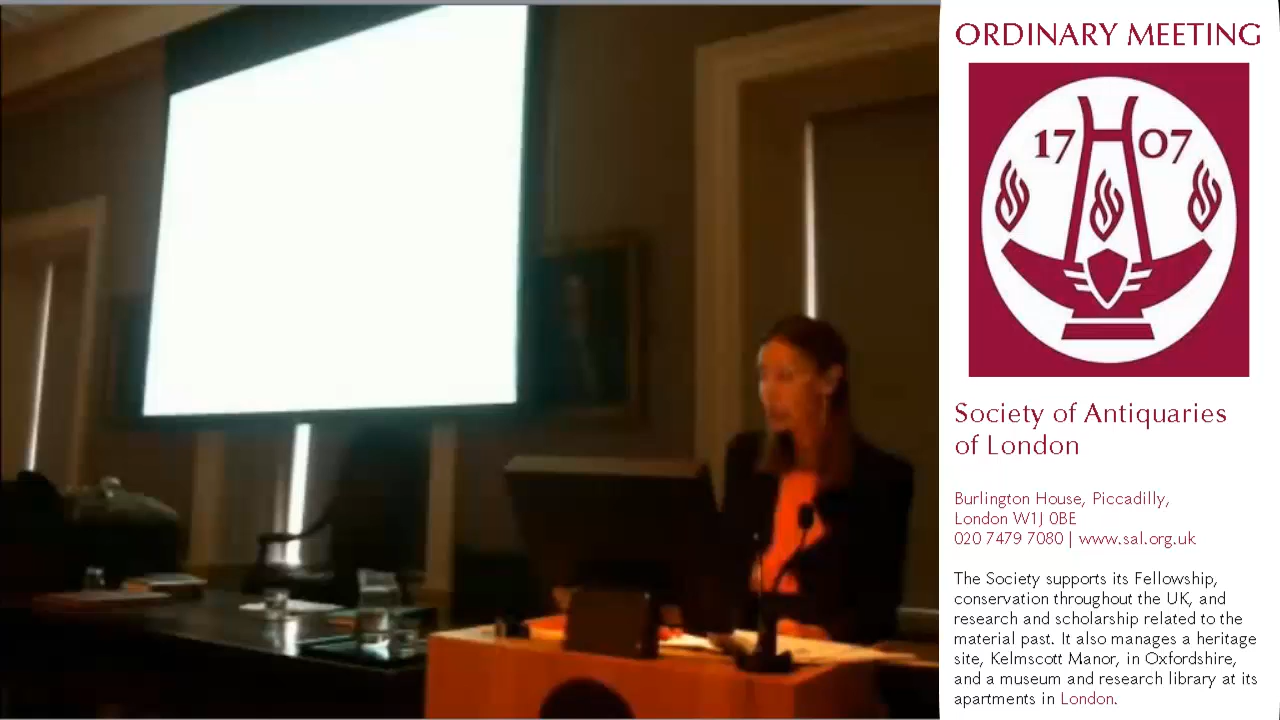 ORDINARY MEETING
17 07
Society of Antiquaries
of London
Burlington House, Piccadilly,
London W1J 0BE
020 7479 7080 | www.sal.org.uk
The Society supports its Fellowship,
conservation throughout the UK, and
research and scholarship related to the
material past. It also manages a heritage
site, Kelmscott Manor, in Oxfordshire,
and a museum and research library at its
apartments in London.